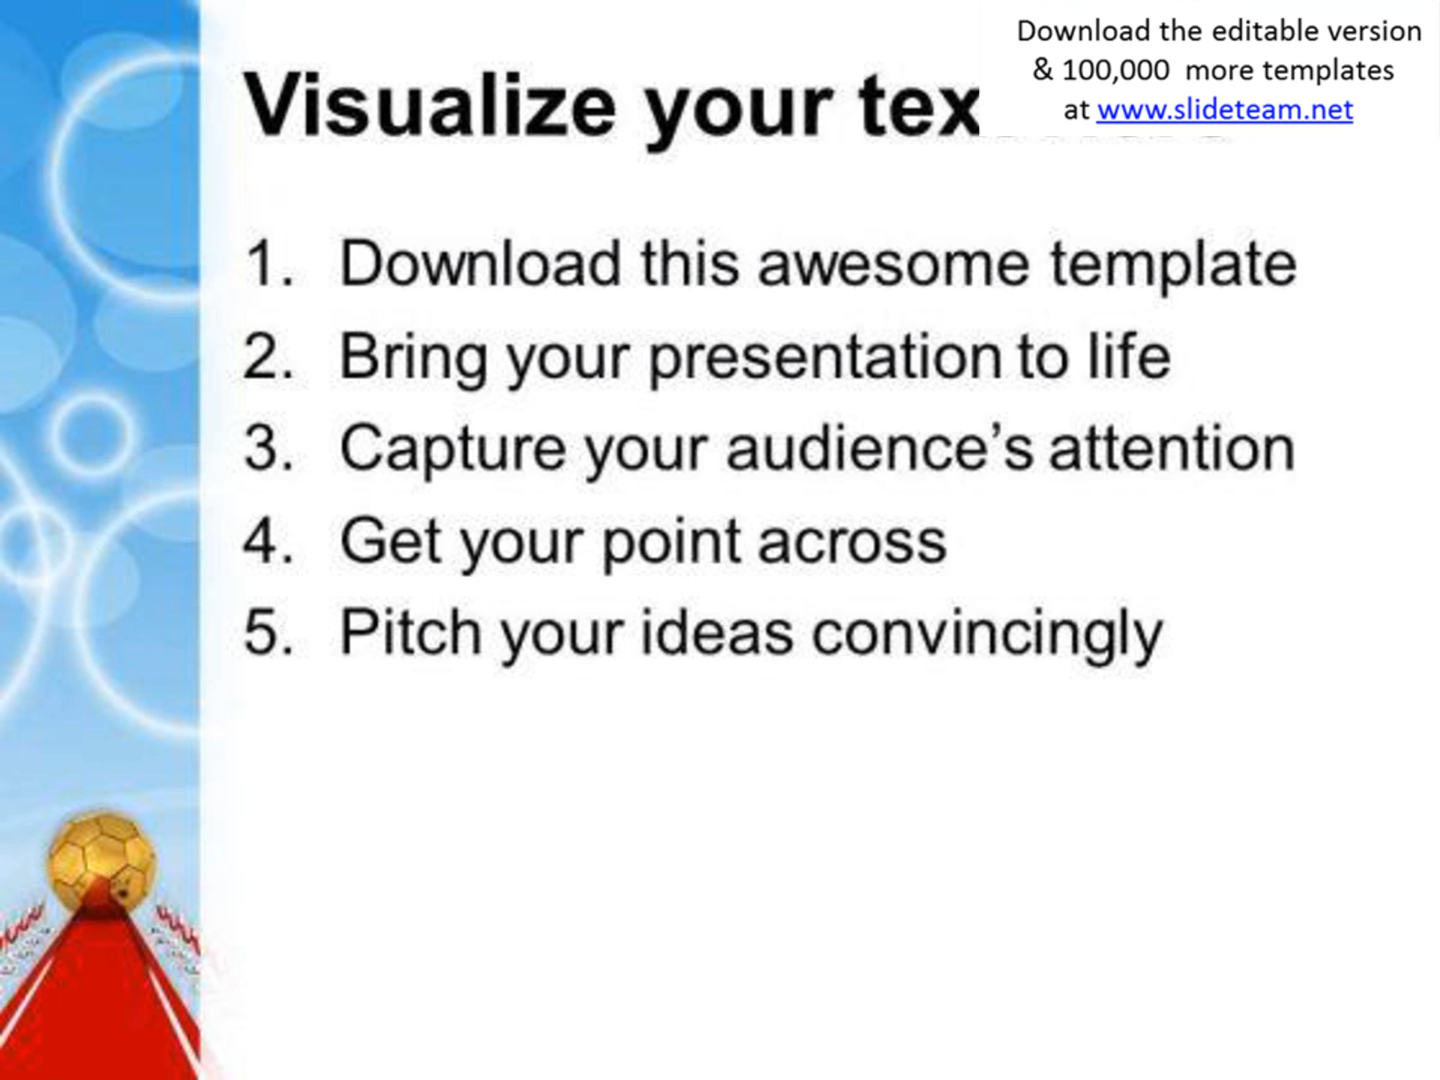 Download the editable version
& 100,000 more templates
at www.slideteam.net
Visualize your
1. Download this awesome template
2. Bring your presentation to life
3. Capture your audience’s attention
4. Get your point across
5. Pitch your ideas convincingly